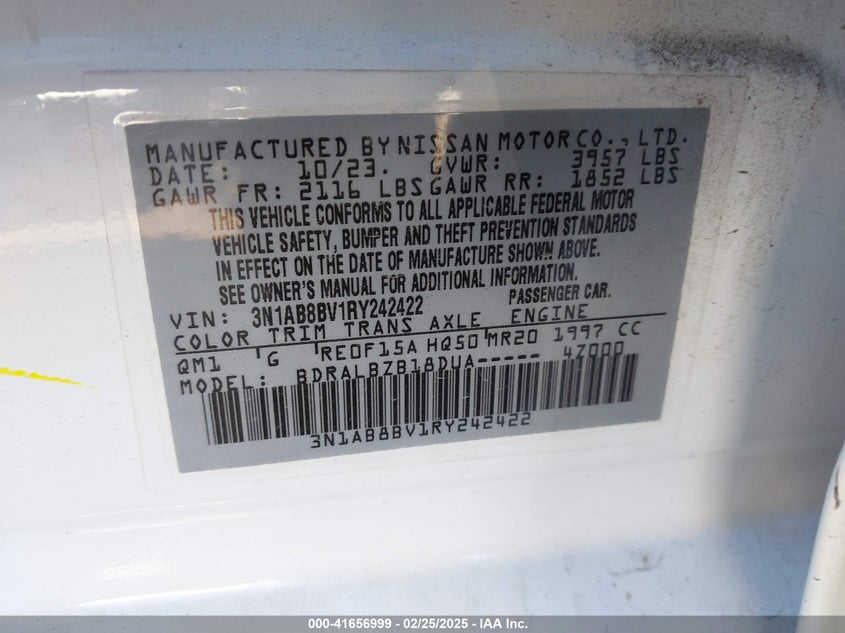 MANUFACTURED BY NISSAN MOTOR CO., LTD.
DATE: 10/23. GVWR: 3957 LBS
GAWR FR: 2116 LBS GAWR RR: 1852 LBS
THIS VEHICLE CONFORMS TO ALL APPLICABLE FEDERAL MOTOR
VEHICLE SAFETY, BUMPER AND THEFT PREVENTION STANDARDS
IN EFFECT ON THE DATE OF MANUFACTURE SHOWN ABOVE.
SEE OWNER'S MANUAL FOR ADDITIONAL INFORMATION.
VIN: 3N1AB8BV1RY242422 PASSENGER CAR.
COLOR TRIM TRANS AXLE ENGINE
QM1 G RE0F15A HQ50 MR20 1997 CC
MODEL: BDRALBZB18DUA----- 4Z000
3N1AB8BV1RY242422
000-41656999 - 02/25/2025 - IAA Inc.